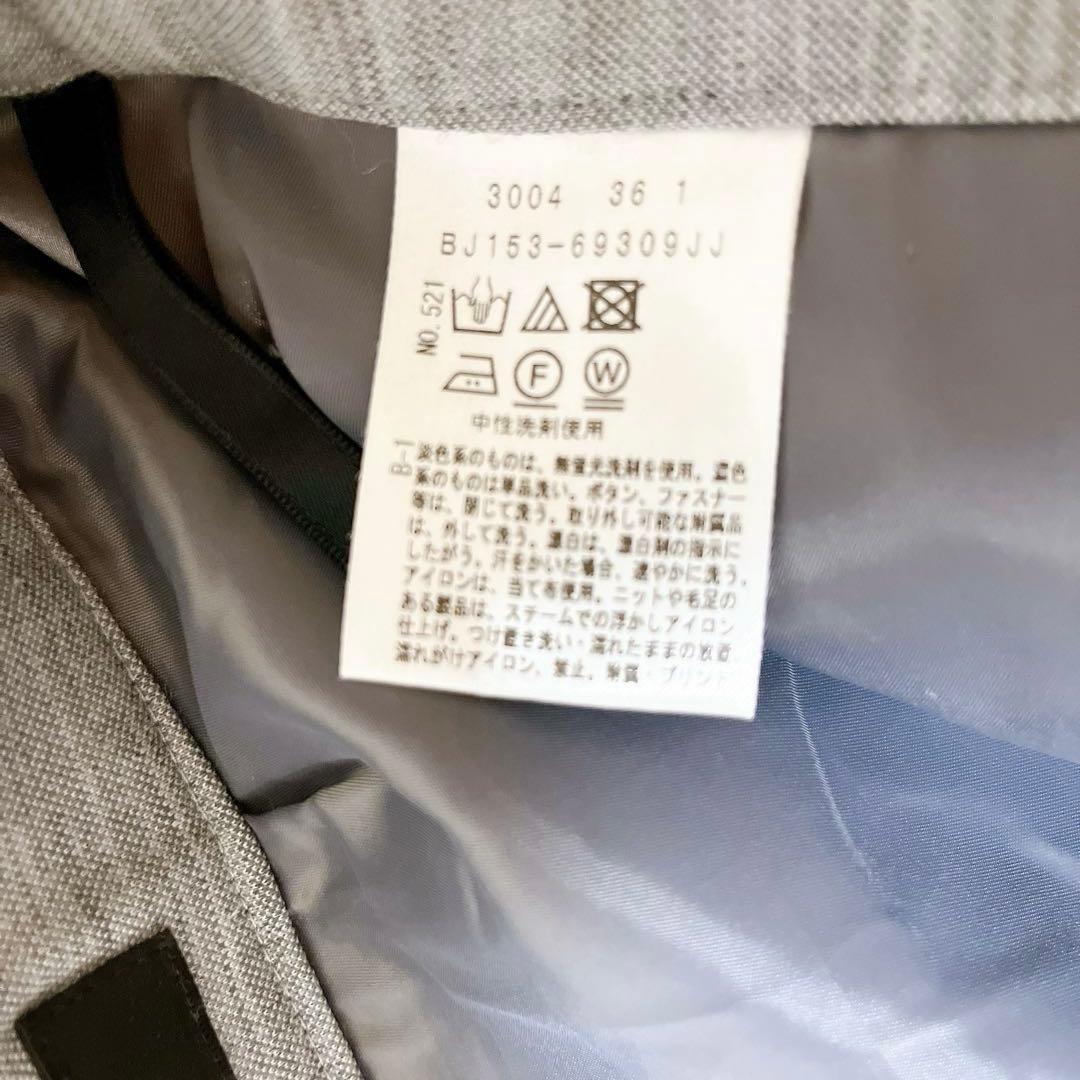 3004 36 1
BJ153-69309JJ
NO.521
F
W
中性洗剤使用
B-1
淡色系のものは、無蛍光洗剤を使用。濃色
系のものは単品洗い。ボタン、ファスナー
等は、閉じて洗う。取り外し可能な附属品
は、外して洗う。漂白は、漂白剤の指示に
したがう。汗をかいた場合、速やかに洗う。
アイロンは、当て布使用。ニットや毛足の
ある製品は、スチームでの浮かしアイロン
仕上げ。つけ置き洗い・濡れたままの放置、
濡れがけアイロン、禁止。附属・プリント